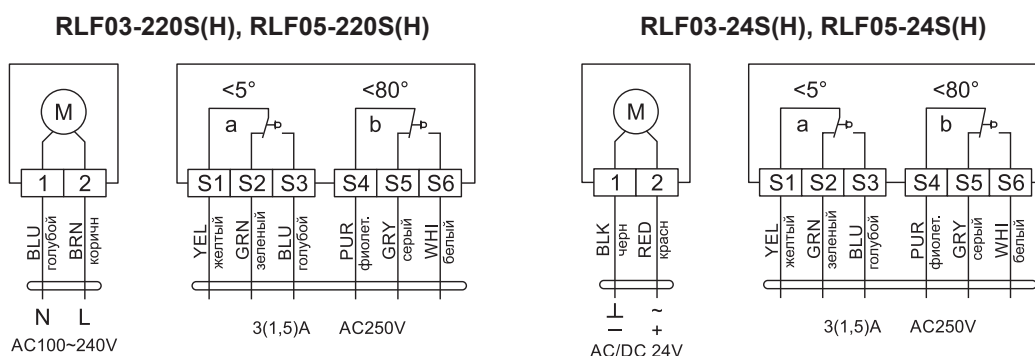 RLF03-220S(H), RLF05-220S(H)
M
1 2
BLU голубой
BRN коричн
N L
AC100~240V
<5° <80°
a b
S1 S2 S3 S4 S5 S6
YEL желтый
GRN зеленый
BLU голубой
PUR фиолет.
GRY серый
WHI белый
3(1,5)A AC250V
RLF03-24S(H), RLF05-24S(H)
M
1 2
BLK черн
RED красн
⊥ ~
− +
AC/DC 24V
<5° <80°
a b
S1 S2 S3 S4 S5 S6
YEL желтый
GRN зеленый
BLU голубой
PUR фиолет.
GRY серый
WHI белый
3(1,5)A AC250V